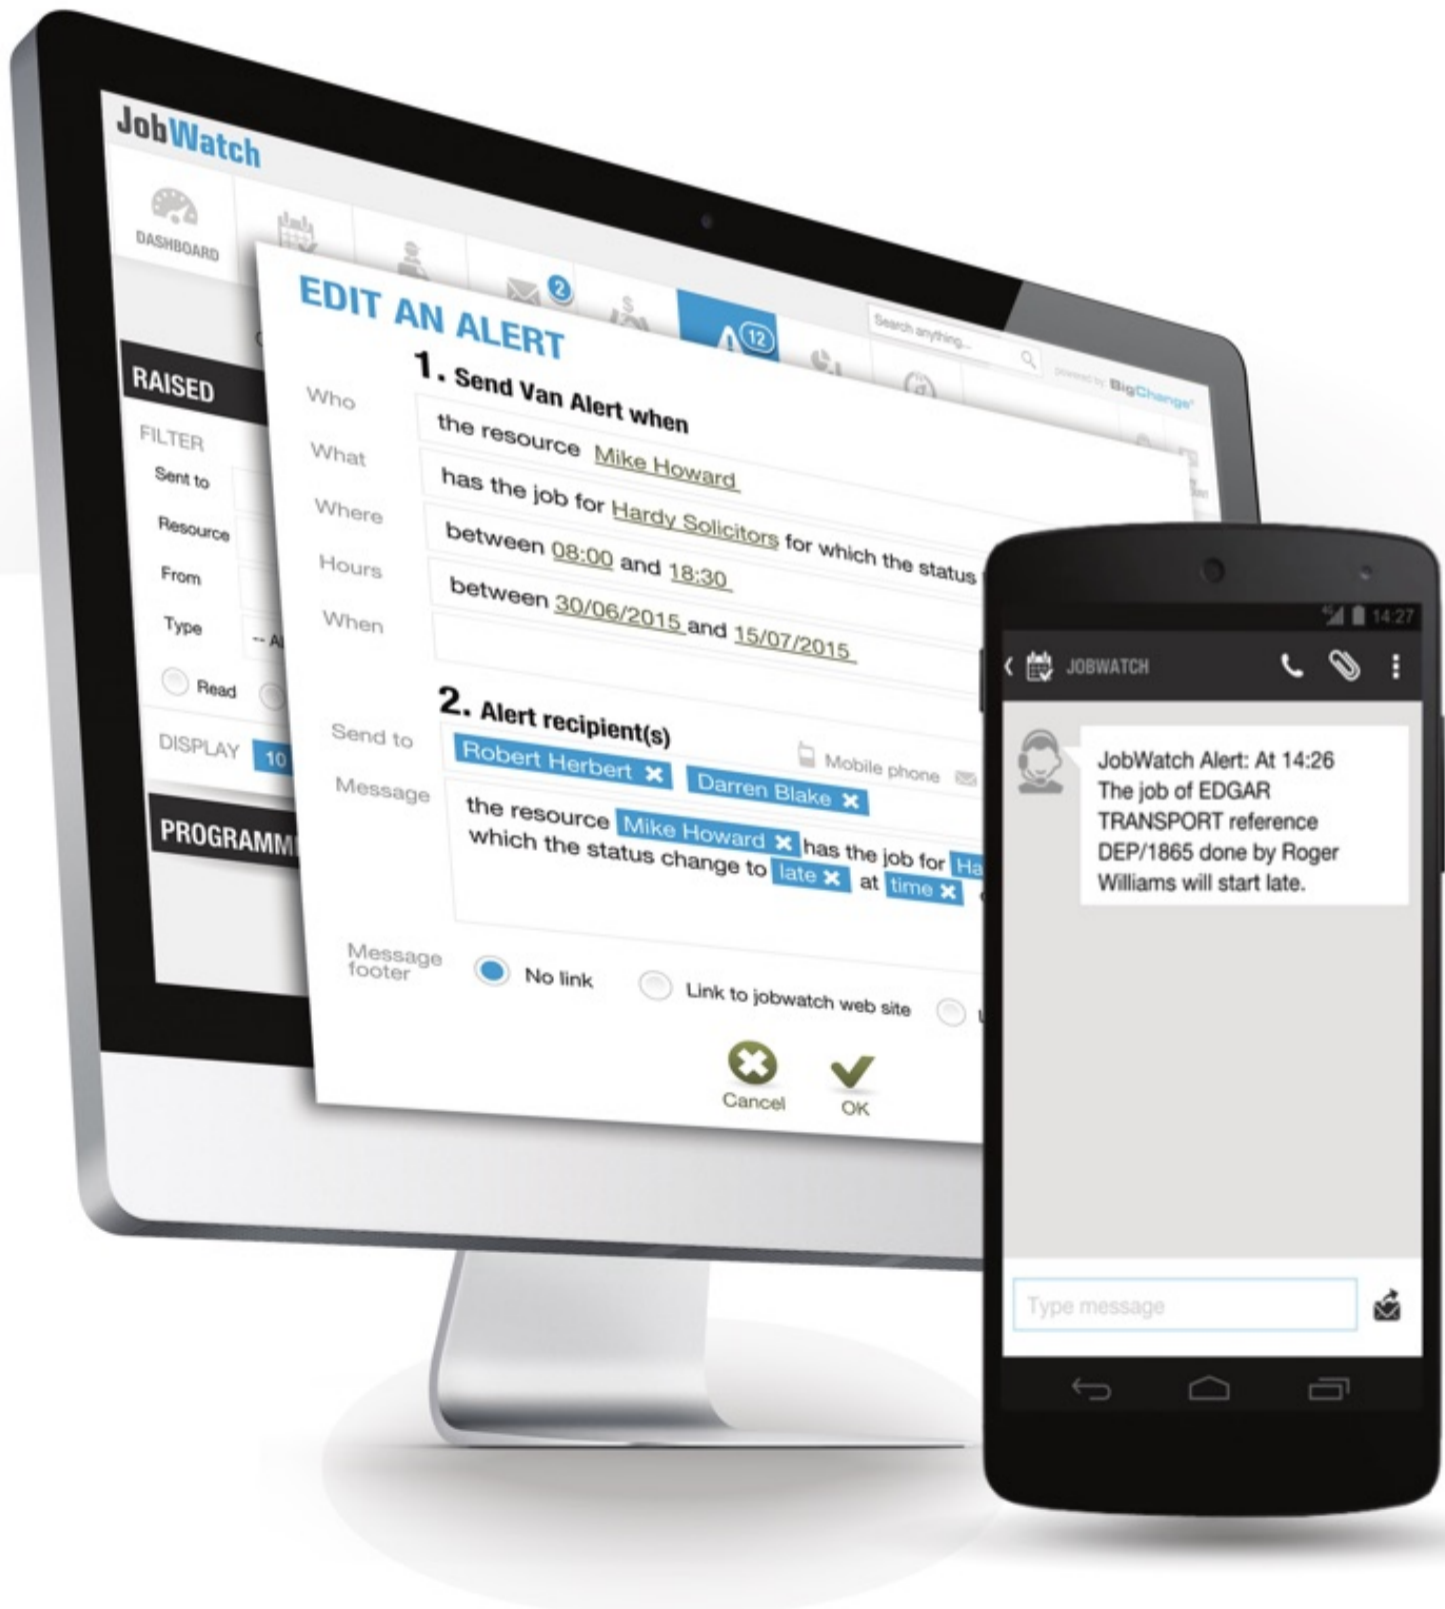 JobWatch
DASHBOARD
2
12
Search anything...
powered by BigChange
RAISED
FILTER
Sent to
Resource
From
Type
Read
DISPLAY 10
EDIT AN ALERT
1. Send Van Alert when
Who
the resource Mike Howard
What
has the job for Hardy Solicitors for which the status
Where
between 08:00 and 18:30
Hours
between 30/06/2015 and 15/07/2015
When
2. Alert recipient(s)
Mobile phone
Send to
Robert Herbert Darren Blake
Message
the resource Mike Howard has the job for
which the status change to late at time
Message
footer
No link Link to jobwatch web site
Cancel OK
4G 14:27
JOBWATCH
JobWatch Alert: At 14:26
The job of EDGAR
TRANSPORT reference
DEP/1865 done by Roger
Williams will start late.
Type message